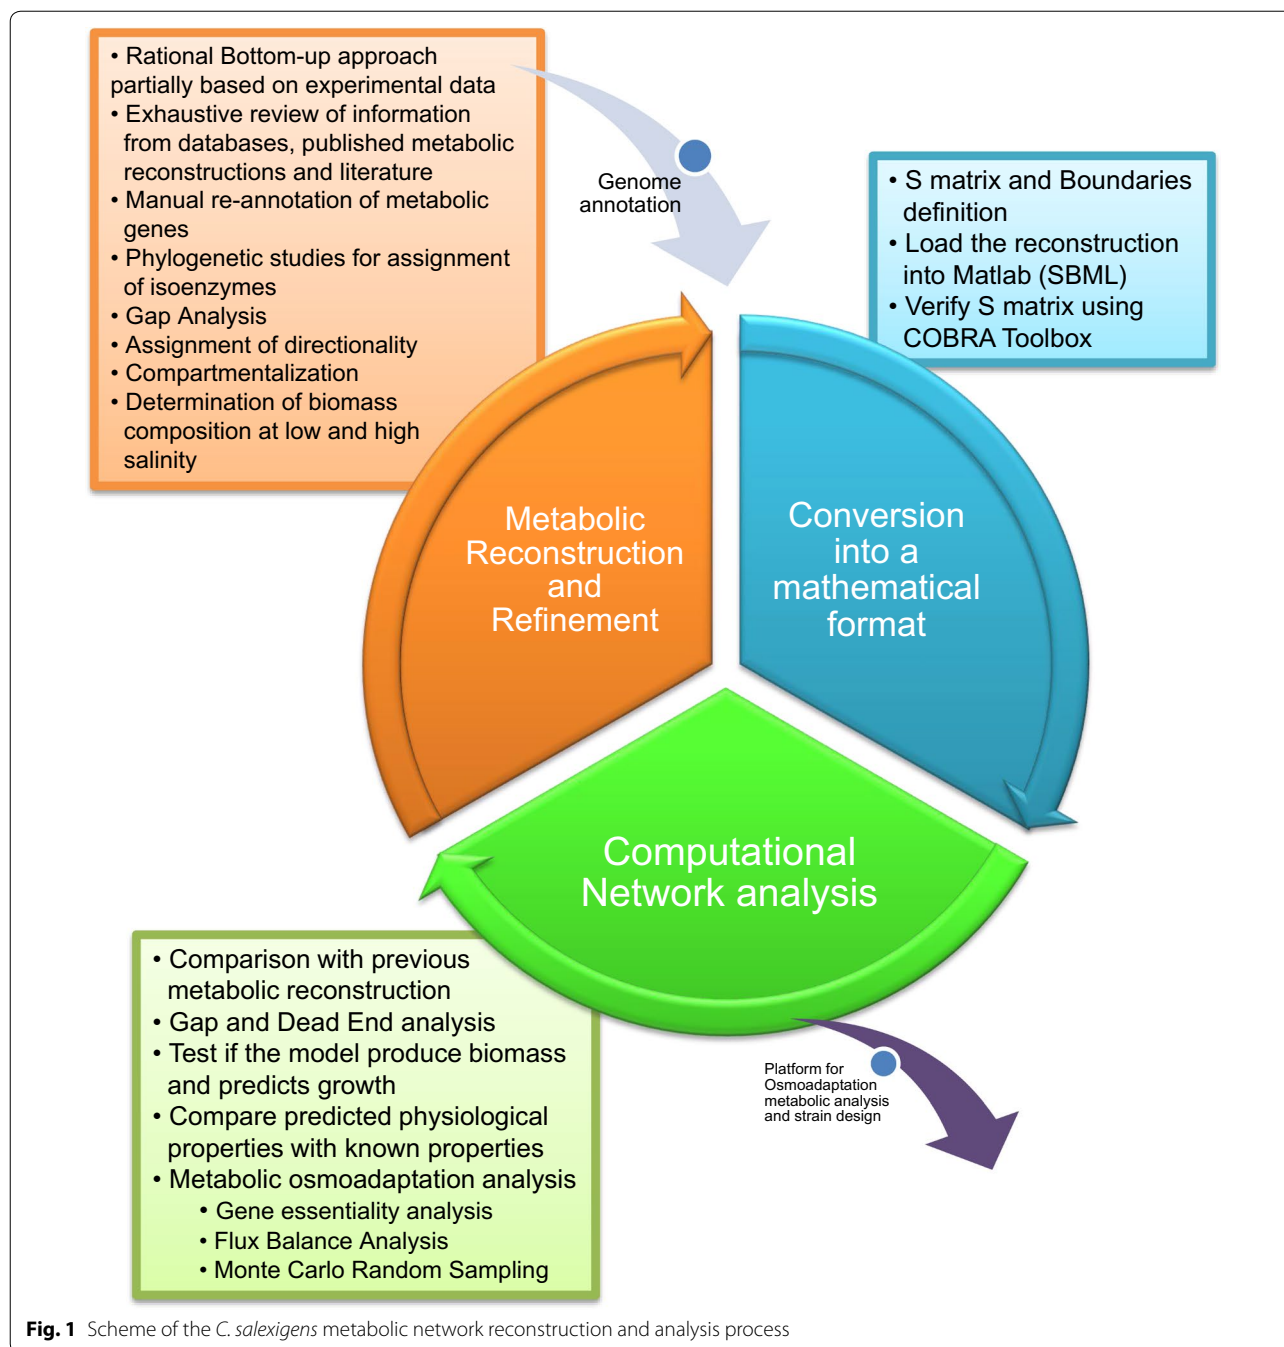 • Rational Bottom-up approach
partially based on experimental data
• Exhaustive review of information
from databases, published metabolic
reconstructions and literature
• Manual re-annotation of metabolic
genes
• Phylogenetic studies for assignment
of isoenzymes
• Gap Analysis
• Assignment of directionality
• Compartmentalization
• Determination of biomass
composition at low and high
salinity
Genome
annotation
• S matrix and Boundaries
definition
• Load the reconstruction
into Matlab (SBML)
• Verify S matrix using
COBRA Toolbox
Metabolic
Reconstruction
and
Refinement
Conversion
into a
mathematical
format
Computational
Network analysis
• Comparison with previous
metabolic reconstruction
• Gap and Dead End analysis
• Test if the model produce biomass
and predicts growth
• Compare predicted physiological
properties with known properties
• Metabolic osmoadaptation analysis
• Gene essentiality analysis
• Flux Balance Analysis
• Monte Carlo Random Sampling
Platform for
Osmoadaptation
metabolic analysis
and strain design
Fig. 1 Scheme of the C. salexigens metabolic network reconstruction and analysis process